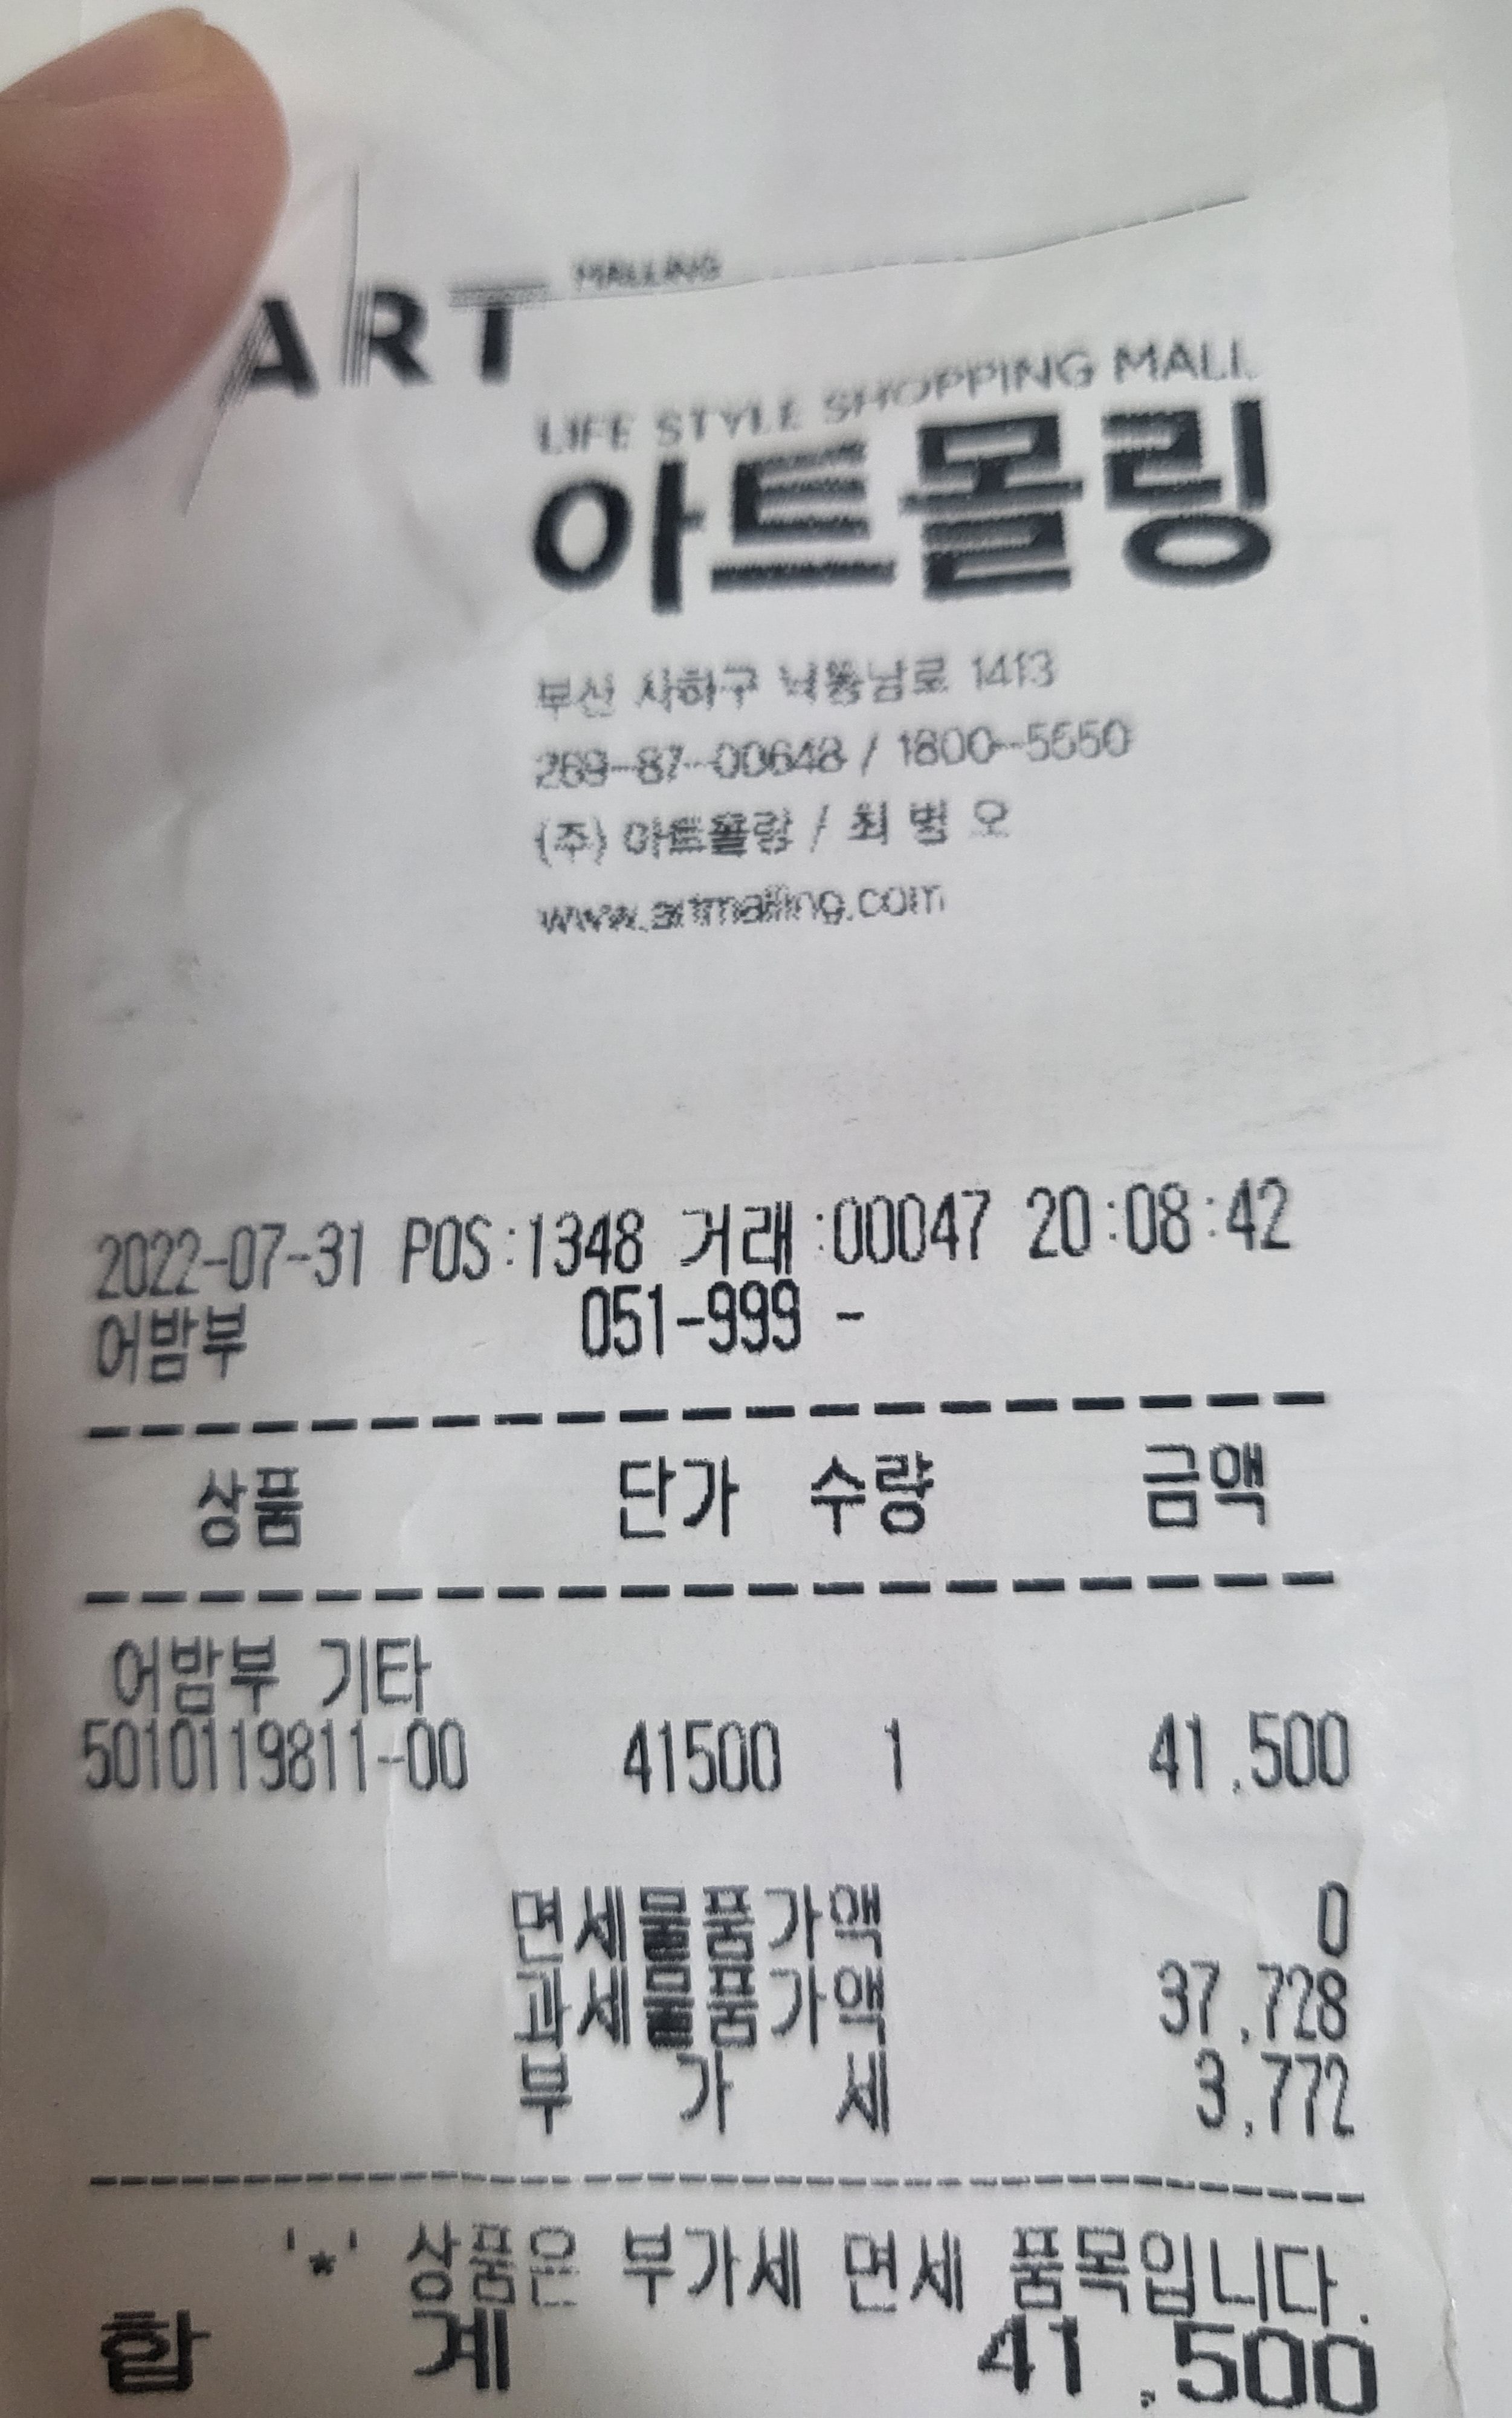 ART MALLING
LIFE STYLE SHOPPING MALL
아트몰링
부산 사하구 낙동남로 1413
269-87-00648 / 1800-5550
(주) 아트몰링 / 최 병 오
www.artmalling.com
2022-07-31 POS:1348 거래:00047 20:08:42
어밤부 051-999 -
상품 단가 수량 금액
어밤부 기타
5010119811-00 41500 1 41,500
면세물품가액 0
과세물품가액 37,728
부 가 세 3,772
'*' 상품은 부가세 면세 품목입니다.
합 계 41,500